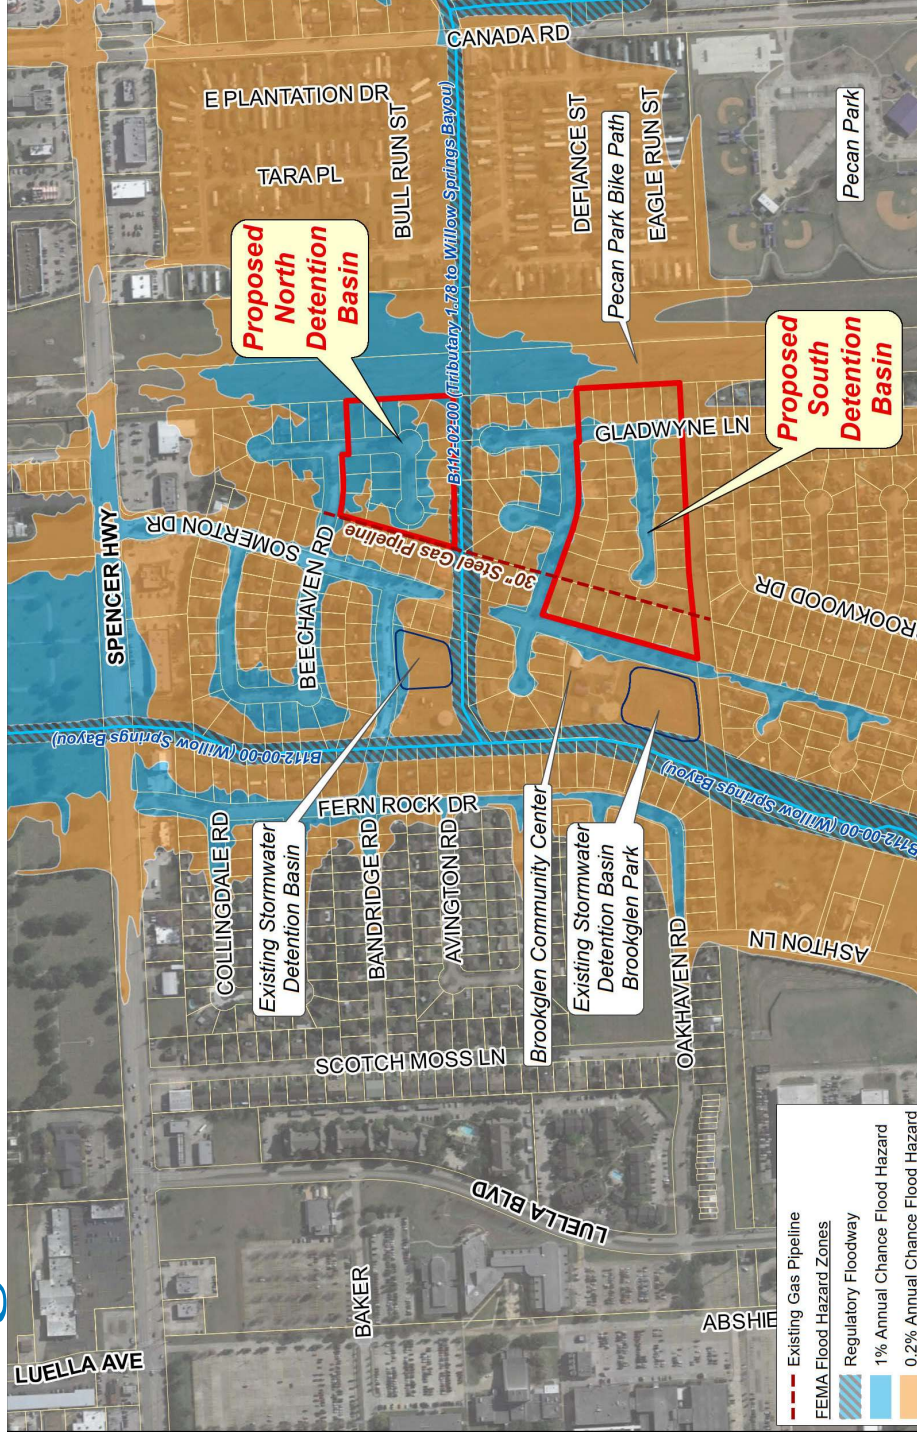 CANADA RD
E PLANTATION DR
TARA PL
BULL RUN ST
DEFIANCE ST
Pecan Park Bike Path
EAGLE RUN ST
Pecan Park
Proposed
North
Detention
Basin
B112-02-00 (Tributary 1.78 to Willow Springs Bayou)
Proposed
South
Detention
Basin
GLADWYNE LN
SPENCER HWY
SOMERTON DR
BEECHAVEN RD
30" Steel Gas Pipeline
ROOKWOOD DR
B112-00-00 (Willow Springs Bayou)
B112-00-00 (Willow Springs Bayou)
FERN ROCK DR
COLLINGDALE RD
Existing Stormwater
Detention Basin
BANDRIDGE RD
AVINGTON RD
Brookglen Community Center
Existing Stormwater
Detention Basin
Brookglen Park
OAKHAVEN RD
ASHTON LN
SCOTCH MOSS LN
LUELLA BLVD
BAKER
ABSHIE
LUELLA AVE
Existing Gas Pipeline
FEMA Flood Hazard Zones
Regulatory Floodway
1% Annual Chance Flood Hazard
0.2% Annual Chance Flood Hazard